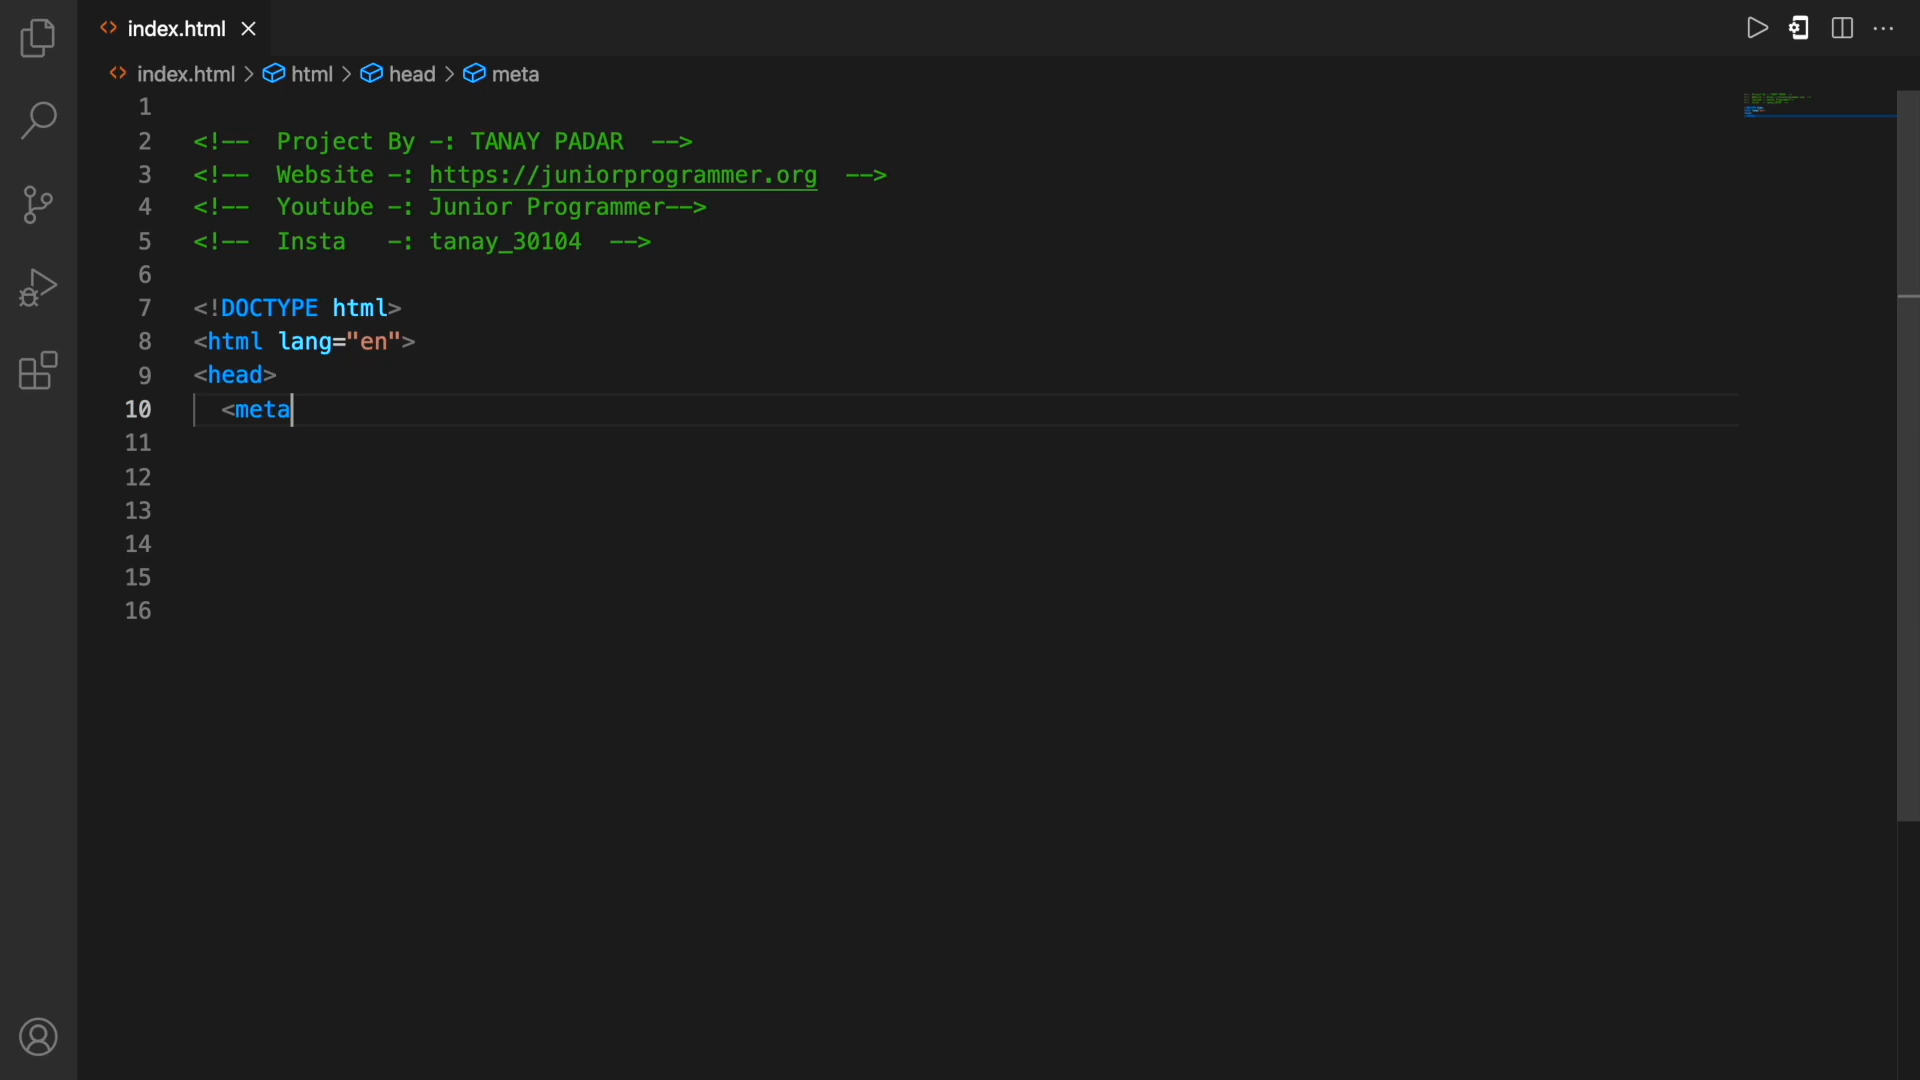 index.html
index.html > html > head > meta
1
2 <!-- Project By -: TANAY PADAR -->
3 <!-- Website -: https://juniorprogrammer.org -->
4 <!-- Youtube -: Junior Programmer-->
5 <!-- Insta -: tanay_30104 -->
6
7 <!DOCTYPE html>
8 <html lang="en">
9 <head>
10 <meta
11
12
13
14
15
16